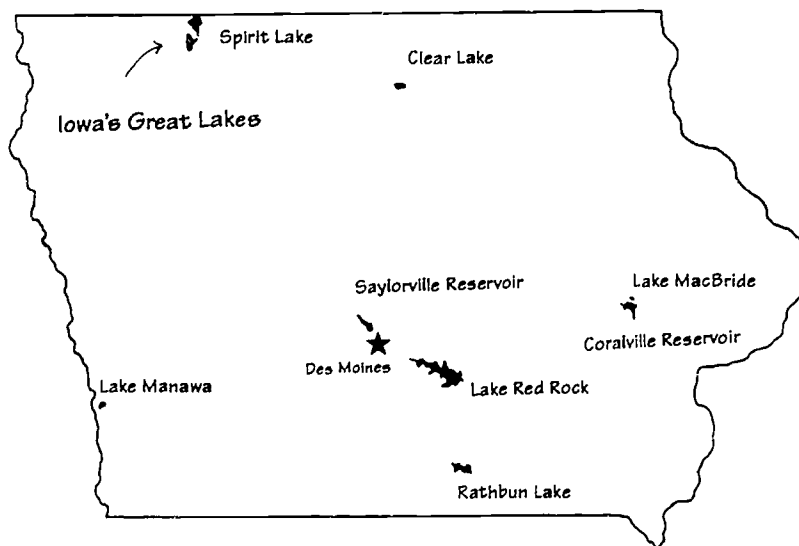 Spirit Lake
Clear Lake
Iowa's Great Lakes
Saylorville Reservoir
Lake MacBride
Coralville Reservoir
Des Moines
Lake Manawa
Lake Red Rock
Rathbun Lake